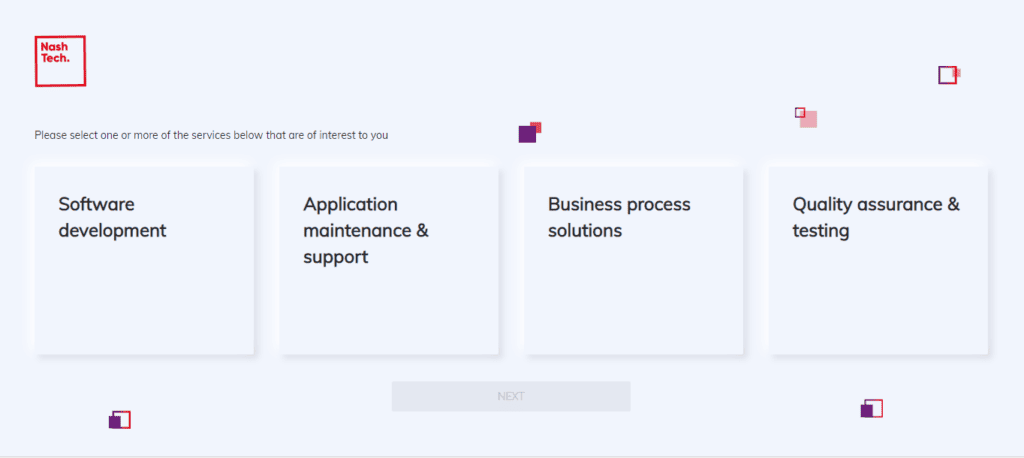 Nash
Tech.
Please select one or more of the services below that are of interest to you
Software
development
Application
maintenance &
support
Business process
solutions
Quality assurance &
testing
NEXT